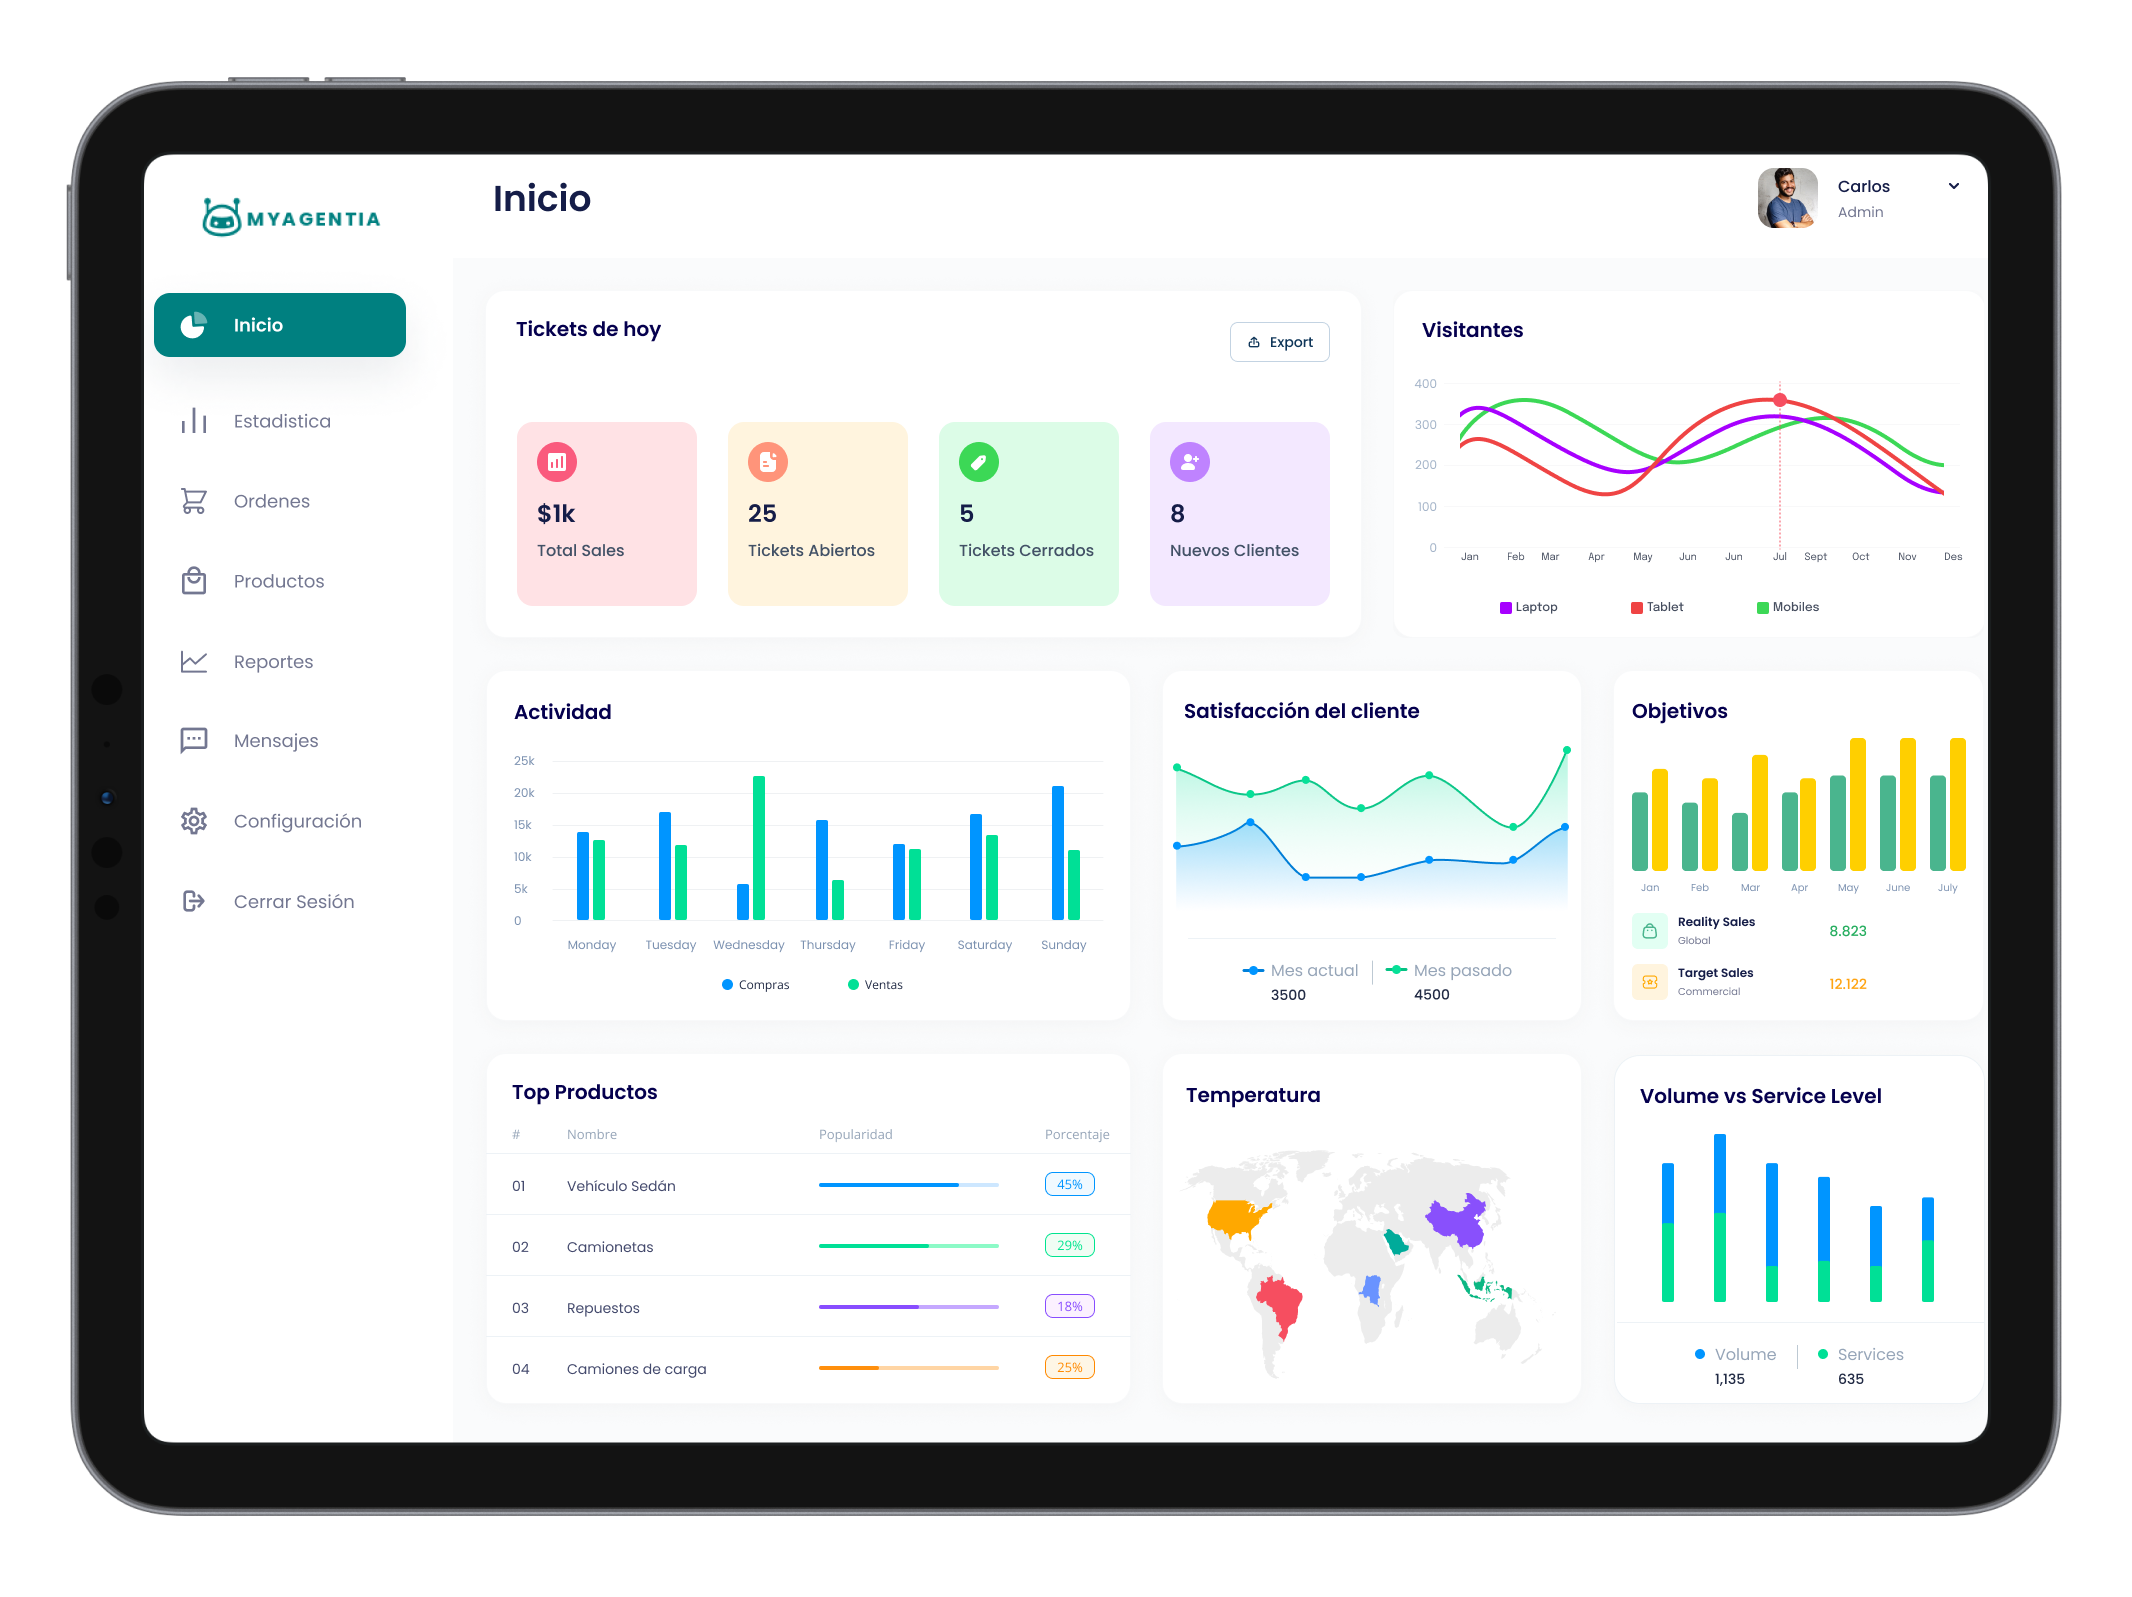 MYAGENTIA
Inicio
Carlos
Admin
Inicio
Estadistica
Ordenes
Productos
Reportes
Mensajes
Configuración
Cerrar Sesión
Tickets de hoy
Export
$1k
Total Sales
25
Tickets Abiertos
5
Tickets Cerrados
8
Nuevos Clientes
Visitantes
400
300
200
100
0
Jan Feb Mar Apr May Jun Jun Jul Sept Oct Nov Des
Laptop Tablet Mobiles
Actividad
25k
20k
15k
10k
5k
0
Monday Tuesday Wednesday Thursday Friday Saturday Sunday
Compras Ventas
Satisfacción del cliente
Mes actual Mes pasado
3500 4500
Objetivos
Jan Feb Mar Apr May June July
Reality Sales
Global
8.823
Target Sales
Commercial
12.122
Top Productos
# Nombre Popularidad Porcentaje
01 Vehículo Sedán 45%
02 Camionetas 29%
03 Repuestos 18%
04 Camiones de carga 25%
Temperatura
Volume vs Service Level
Volume Services
1,135 635